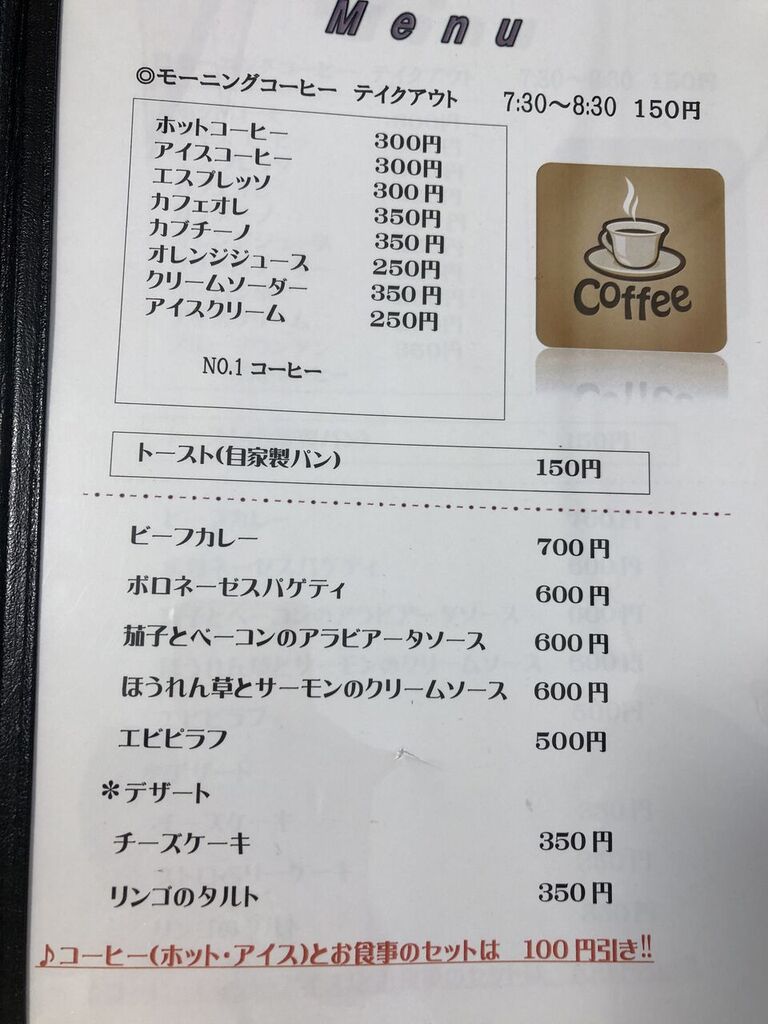 Menu
◎モーニングコーヒー テイクアウト 7:30～8:30 150円
ホットコーヒー 300円
アイスコーヒー 300円
エスプレッソ 300円
カフェオレ 350円
カプチーノ 350円
オレンジジュース 250円
クリームソーダー 350円
アイスクリーム 250円
NO.1 コーヒー
Coffee
トースト(自家製パン) 150円
ビーフカレー 700円
ボロネーゼスパゲティ 600円
茄子とベーコンのアラビアータソース 600円
ほうれん草とサーモンのクリームソース 600円
エビピラフ 500円
＊デザート
チーズケーキ 350円
リンゴのタルト 350円
♪コーヒー(ホット・アイス)とお食事のセットは 100円引き!!